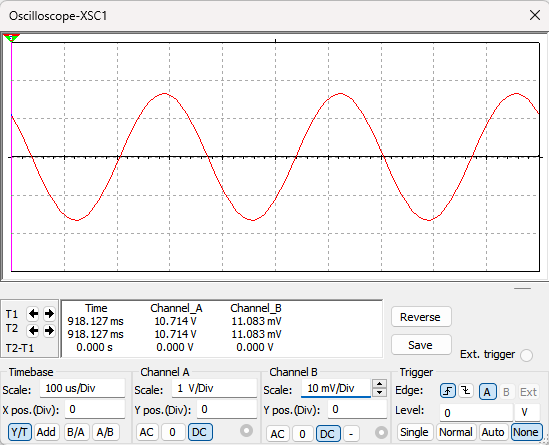 Oscilloscope-XSC1
Time Channel_A Channel_B
T1 918.127 ms 10.714 V 11.083 mV
T2 918.127 ms 10.714 V 11.083 mV
T2-T1 0.000 s 0.000 V 0.000 V
Reverse
Save
Ext. trigger
Timebase Channel A Channel B Trigger
Scale: 100 us/Div Scale: 1 V/Div Scale: 10 mV/Div Edge: A B Ext
X pos.(Div): 0 Y pos.(Div): 0 Y pos.(Div): 0 Level: 0 V
Y/T Add B/A A/B AC 0 DC AC 0 DC - Single Normal Auto None